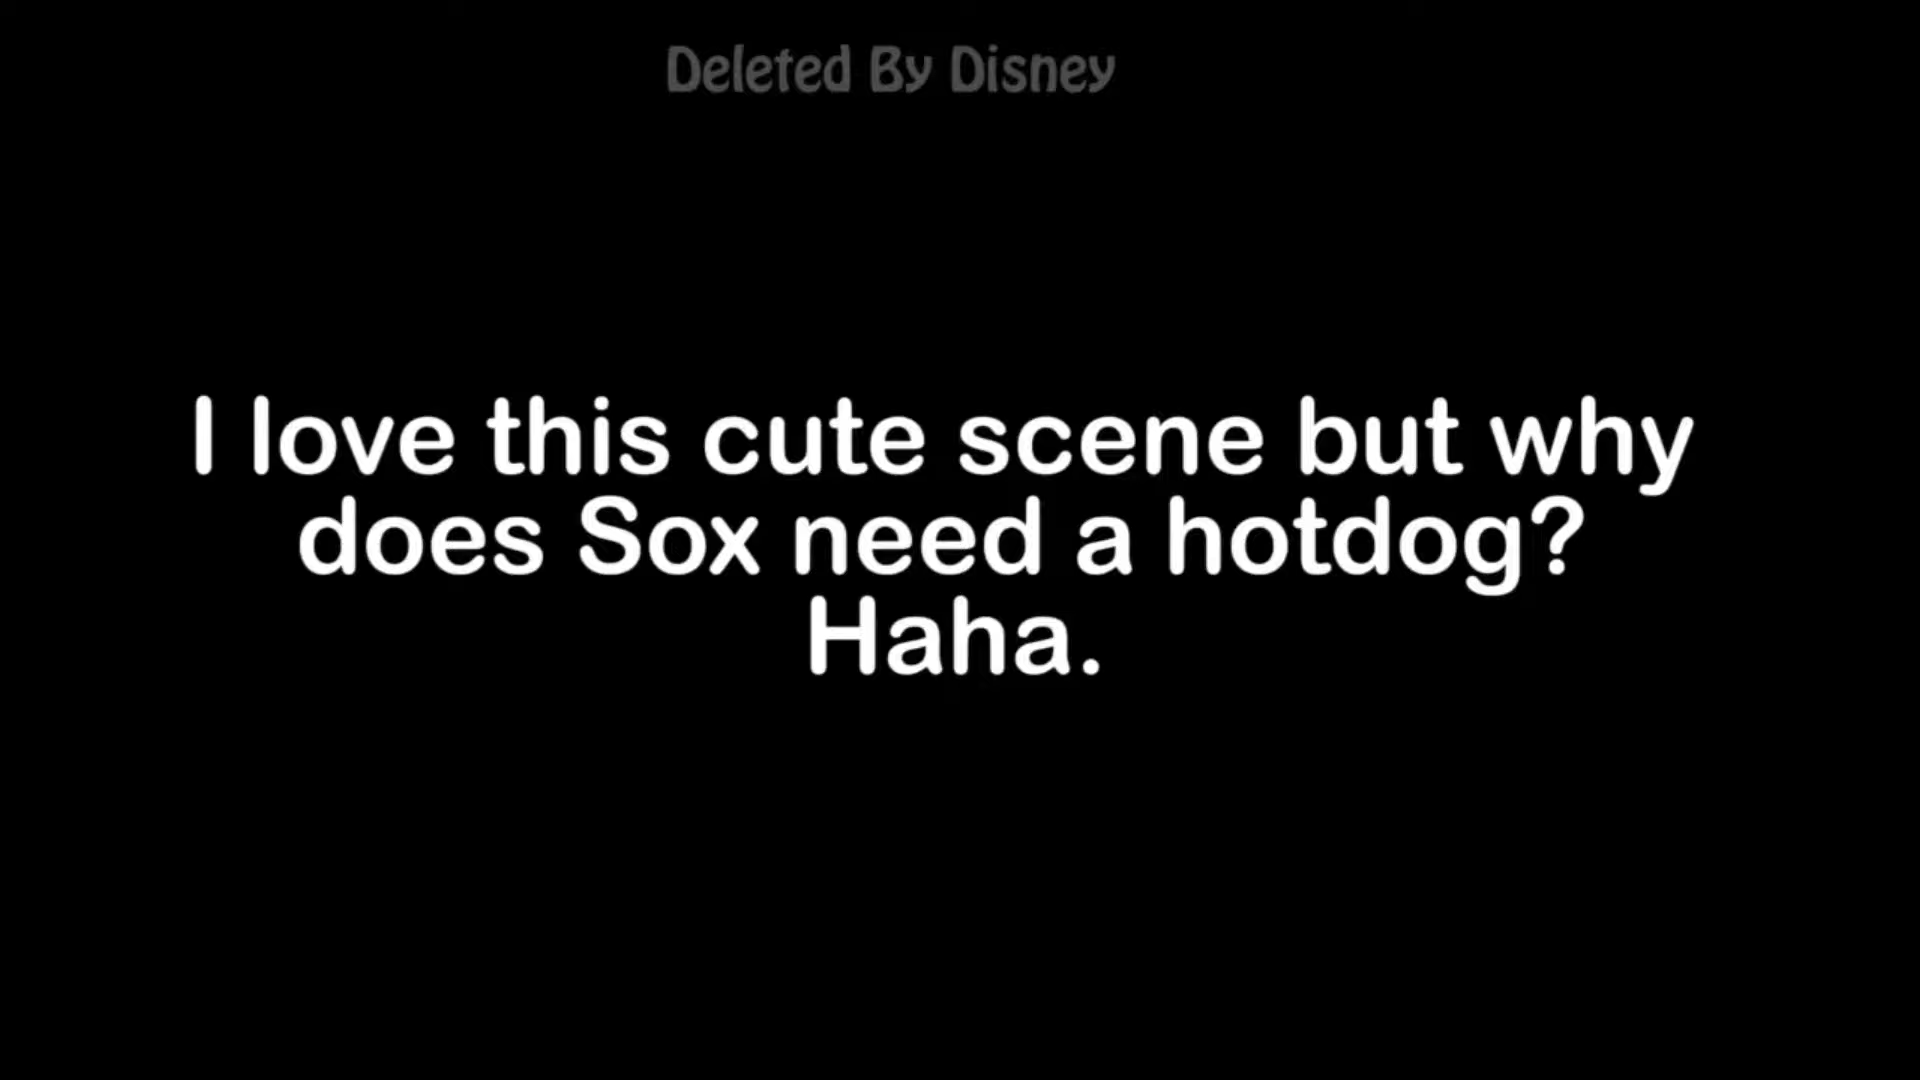 Deleted By Disney
I love this cute scene but why
does Sox need a hotdog?
Haha.